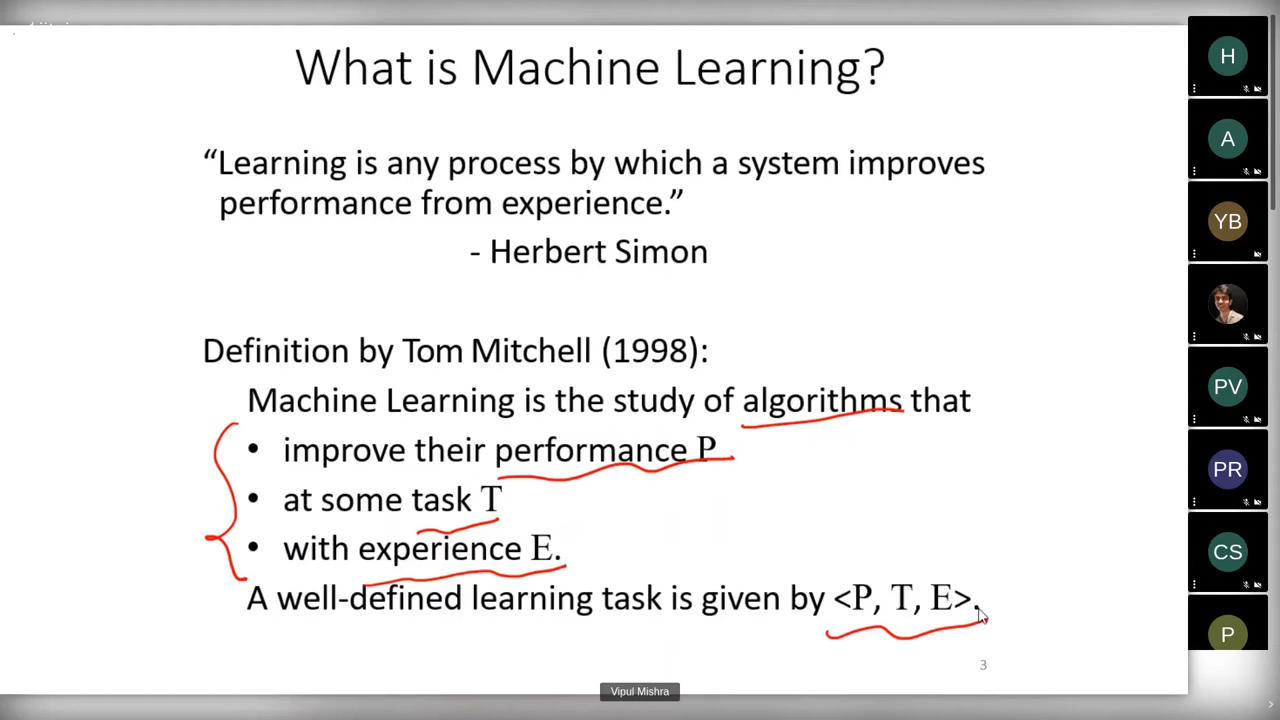 What is Machine Learning?
“Learning is any process by which a system improves
performance from experience.”
- Herbert Simon
Definition by Tom Mitchell (1998):
Machine Learning is the study of algorithms that
• improve their performance P
• at some task T
• with experience E.
A well-defined learning task is given by <P, T, E>.
3
Vipul Mishra
H
A
YB
PV
PR
CS
P